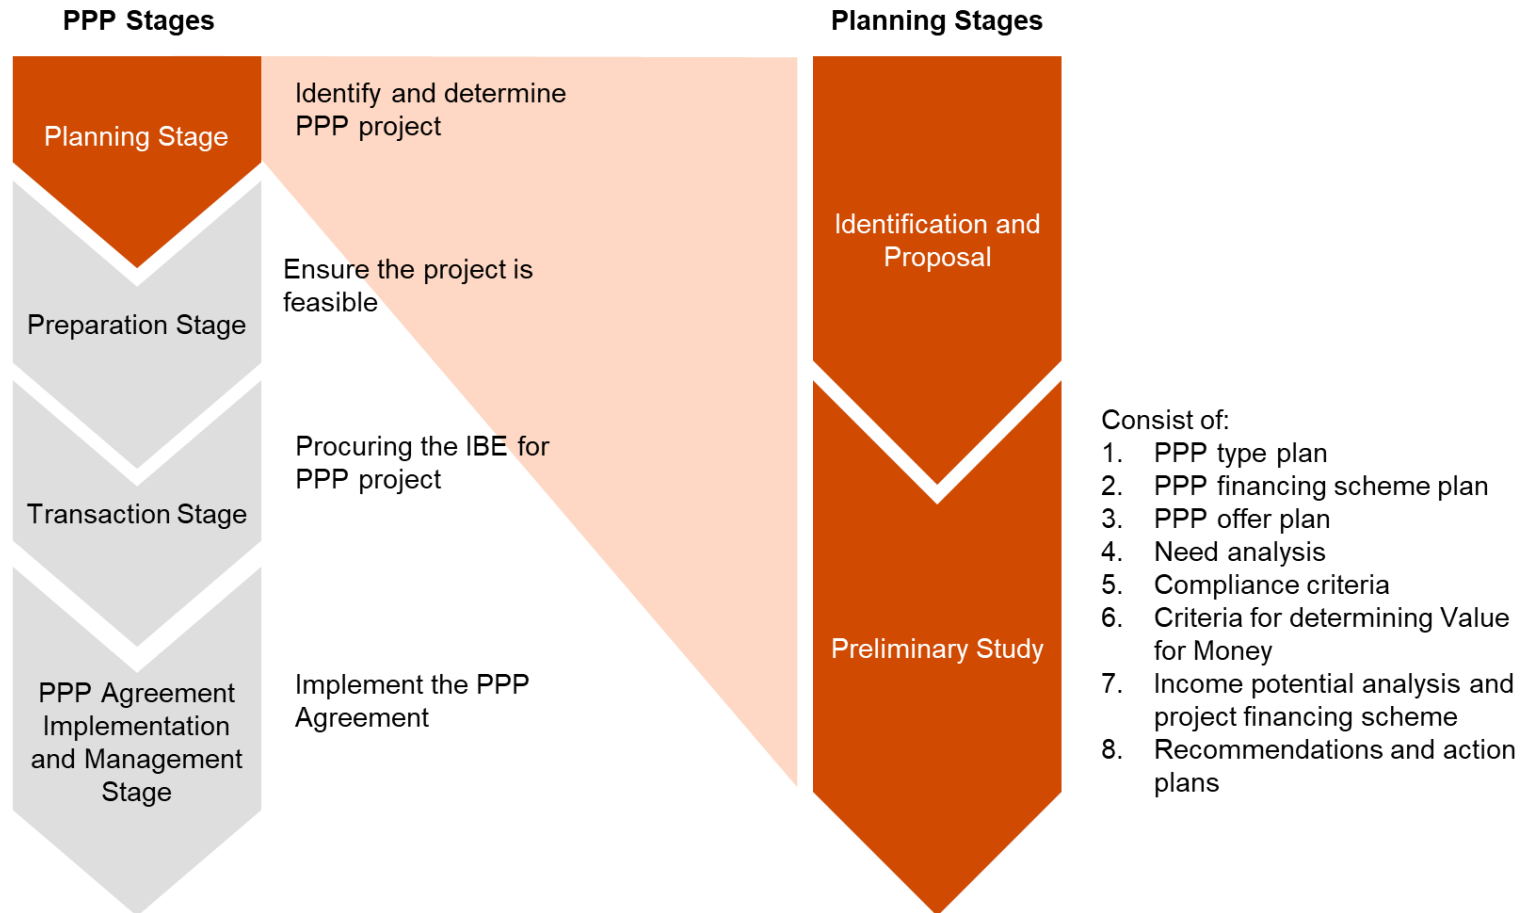 PPP Stages
Planning Stages
Planning Stage
Identify and determine
PPP project
Preparation Stage
Ensure the project is
feasible
Transaction Stage
Procuring the IBE for
PPP project
PPP Agreement
Implementation
and Management
Stage
Implement the PPP
Agreement
Identification and
Proposal
Preliminary Study
Consist of:
1. PPP type plan
2. PPP financing scheme plan
3. PPP offer plan
4. Need analysis
5. Compliance criteria
6. Criteria for determining Value
for Money
7. Income potential analysis and
project financing scheme
8. Recommendations and action
plans